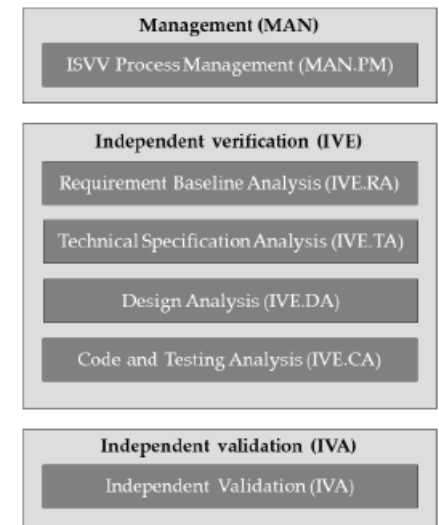 Management (MAN)
ISVV Process Management (MAN.PM)
Independent verification (IVE)
Requirement Baseline Analysis (IVE.RA)
Technical Specification Analysis (IVE.TA)
Design Analysis (IVE.DA)
Code and Testing Analysis (IVE.CA)
Independent validation (IVA)
Independent Validation (IVA)